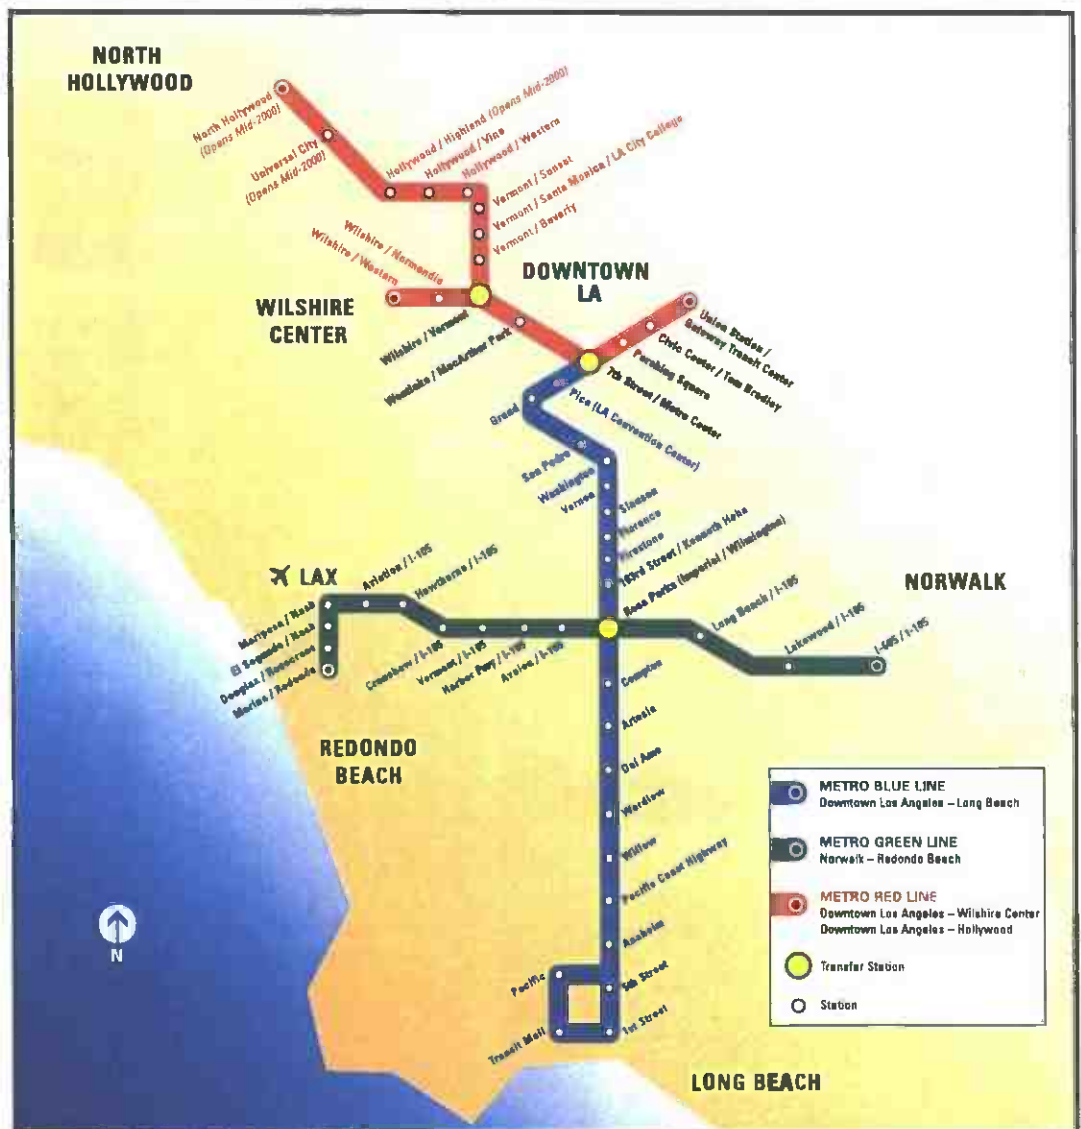 NORTH
HOLLYWOOD
North Hollywood
(Opens Mid-2000)
Universal City
(Opens Mid-2000)
Hollywood / Highland (Opens Mid-2000)
Hollywood / Vine
Hollywood / Western
Vermont / Sunset
Vermont / Santa Monica / LA City College
Vermont / Beverly
Wilshire / Normandie
Wilshire / Western
DOWNTOWN
LA
WILSHIRE
CENTER
Wilshire / Vermont
Westlake / MacArthur Park
Union Station /
Gateway Transit Center
Civic Center / Tom Bradley
Pershing Square
7th Street / Metro Center
Pico (LA Convention Center)
Grand
San Pedro
Washington
Vernon
Slauson
Florence
Firestone
103rd Street / Kenneth Hahn
Rosa Parks (Imperial / Wilmington)
LAX
Aviation / I-105
Hawthorne / I-105
NORWALK
Mariposa / Nash
El Segundo / Nash
Douglas / Rosecrans
Marine / Redondo
Crenshaw / I-105
Vermont / I-105
Harbor Fwy / I-105
Avalon / I-105
Long Beach / I-105
Lakewood / I-105
I-605 / I-105
Compton
Artesia
Del Amo
Wardlow
Willow
Pacific Coast Highway
Anaheim
5th Street
1st Street
Pacific
Transit Mall
REDONDO
BEACH
METRO BLUE LINE
Downtown Los Angeles – Long Beach
METRO GREEN LINE
Norwalk – Redondo Beach
METRO RED LINE
Downtown Los Angeles – Wilshire Center
Downtown Los Angeles – Hollywood
Transfer Station
Station
N
LONG BEACH